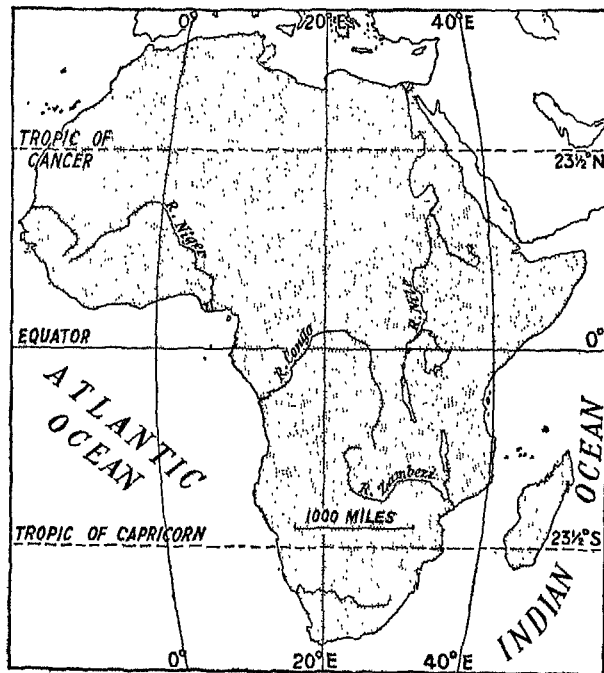 0° 20°E 40°E
TROPIC OF
CANCER
23½°N
R. Niger
R. Nile
EQUATOR
0°
R. Congo
ATLANTIC
OCEAN
R. Zambezi
1000 MILES
TROPIC OF CAPRICORN
23½°S
INDIAN
OCEAN
0° 20°E 40°E